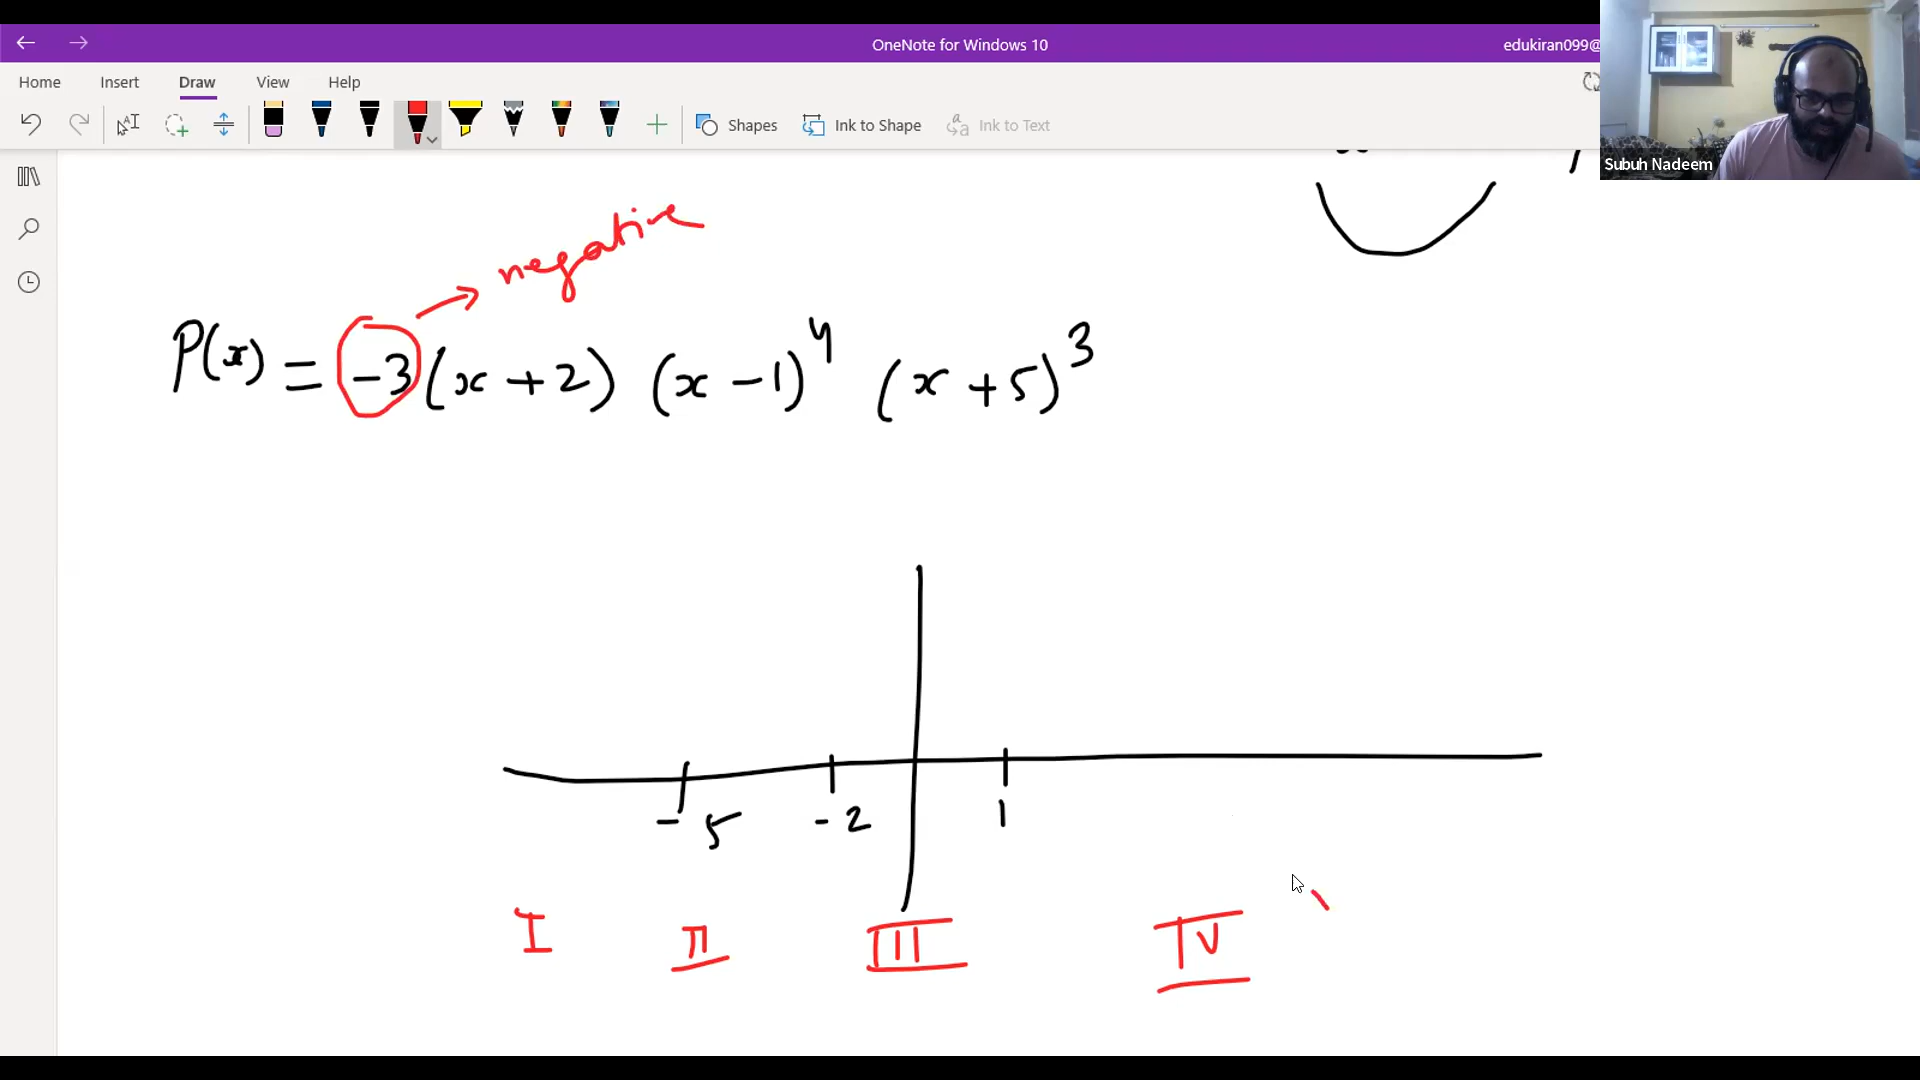 OneNote for Windows 10
edukiran099@
Home Insert Draw View Help
Shapes Ink to Shape Ink to Text
Subuh Nadeem
negative
P(x) = -3(x+2) (x-1)^4 (x+5)^3
-5 -2 1
I II III IV